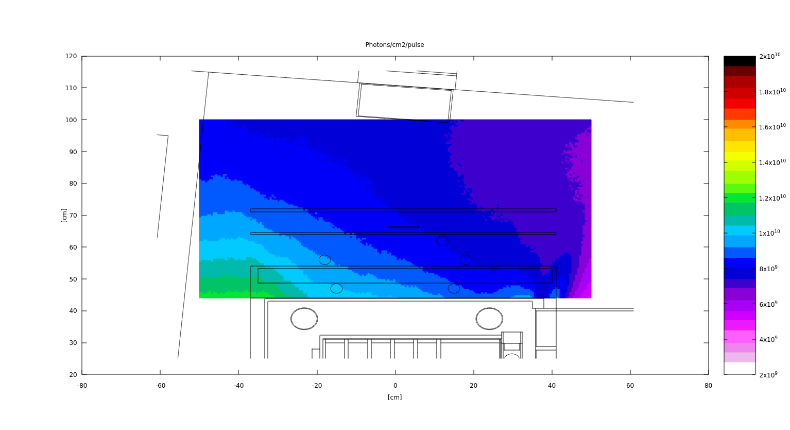 Photons/cm2/pulse
120
110
100
90
80
70
60
50
40
30
20
[cm]
-80
-60
-40
-20
0
20
40
60
80
[cm]
2x10¹⁰
1.8x10¹⁰
1.6x10¹⁰
1.4x10¹⁰
1.2x10¹⁰
1x10¹⁰
8x10⁹
6x10⁹
4x10⁹
2x10⁹